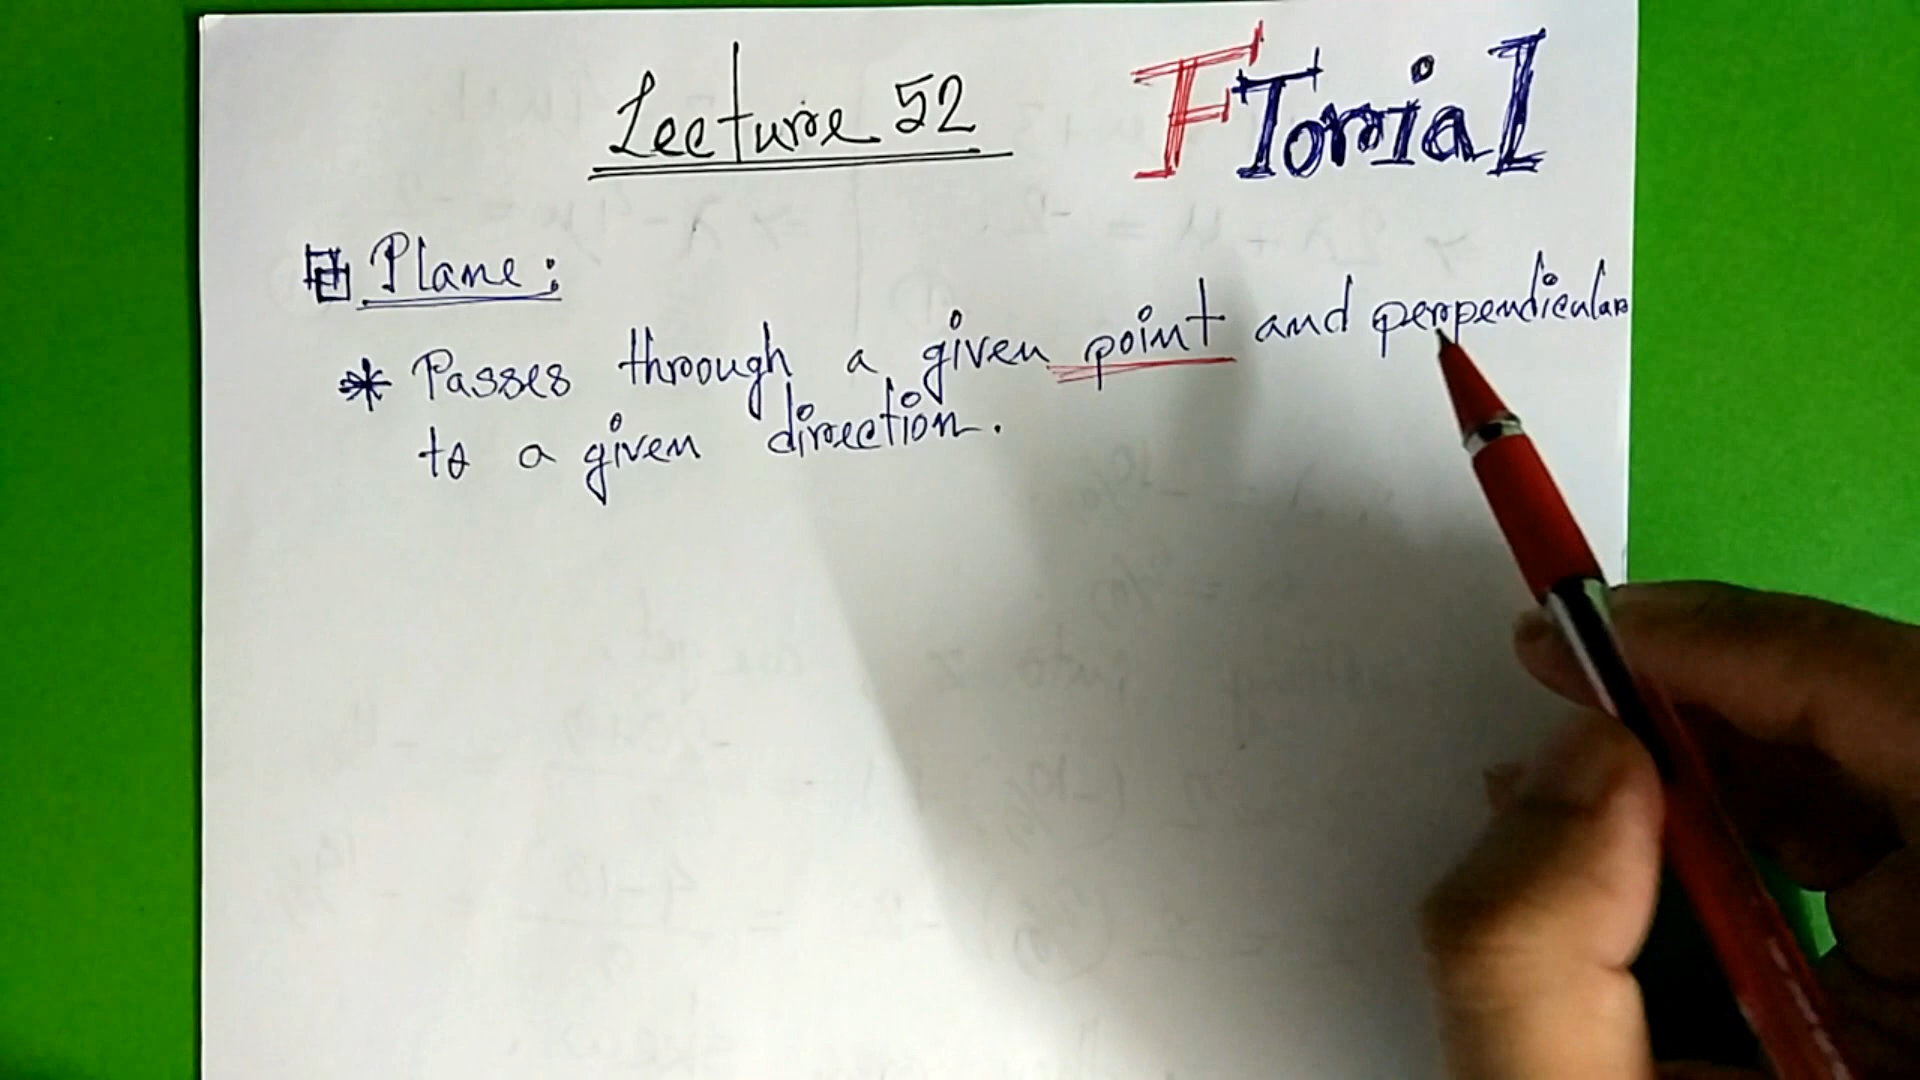 Lecture 52
FTorial
Plane:
* Passes through a given point and perpendicular
to a given direction.